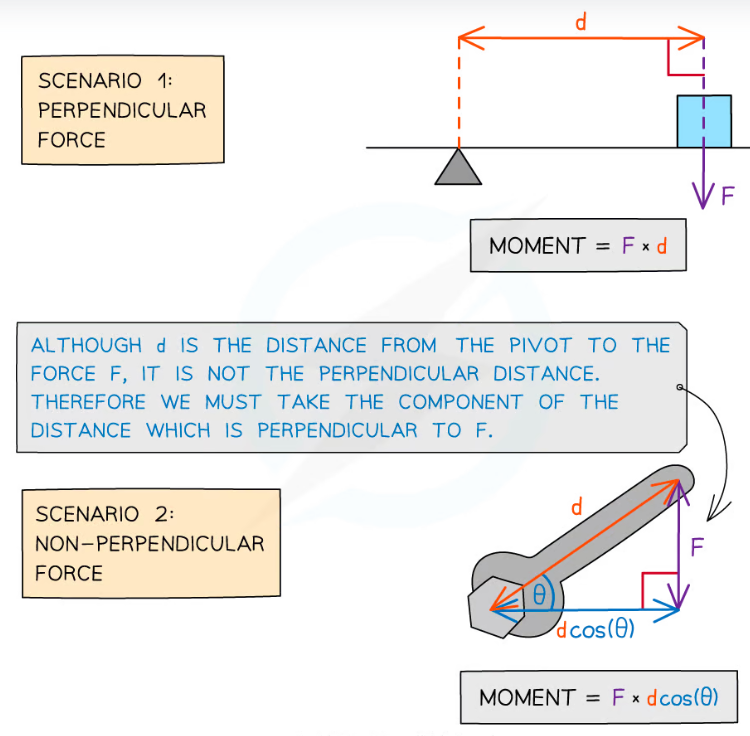 d
SCENARIO 1:
PERPENDICULAR
FORCE
F
MOMENT = F × d
ALTHOUGH d IS THE DISTANCE FROM THE PIVOT TO THE
FORCE F, IT IS NOT THE PERPENDICULAR DISTANCE.
THEREFORE WE MUST TAKE THE COMPONENT OF THE
DISTANCE WHICH IS PERPENDICULAR TO F.
SCENARIO 2:
NON-PERPENDICULAR
FORCE
d
F
θ
dcos(θ)
MOMENT = F × dcos(θ)